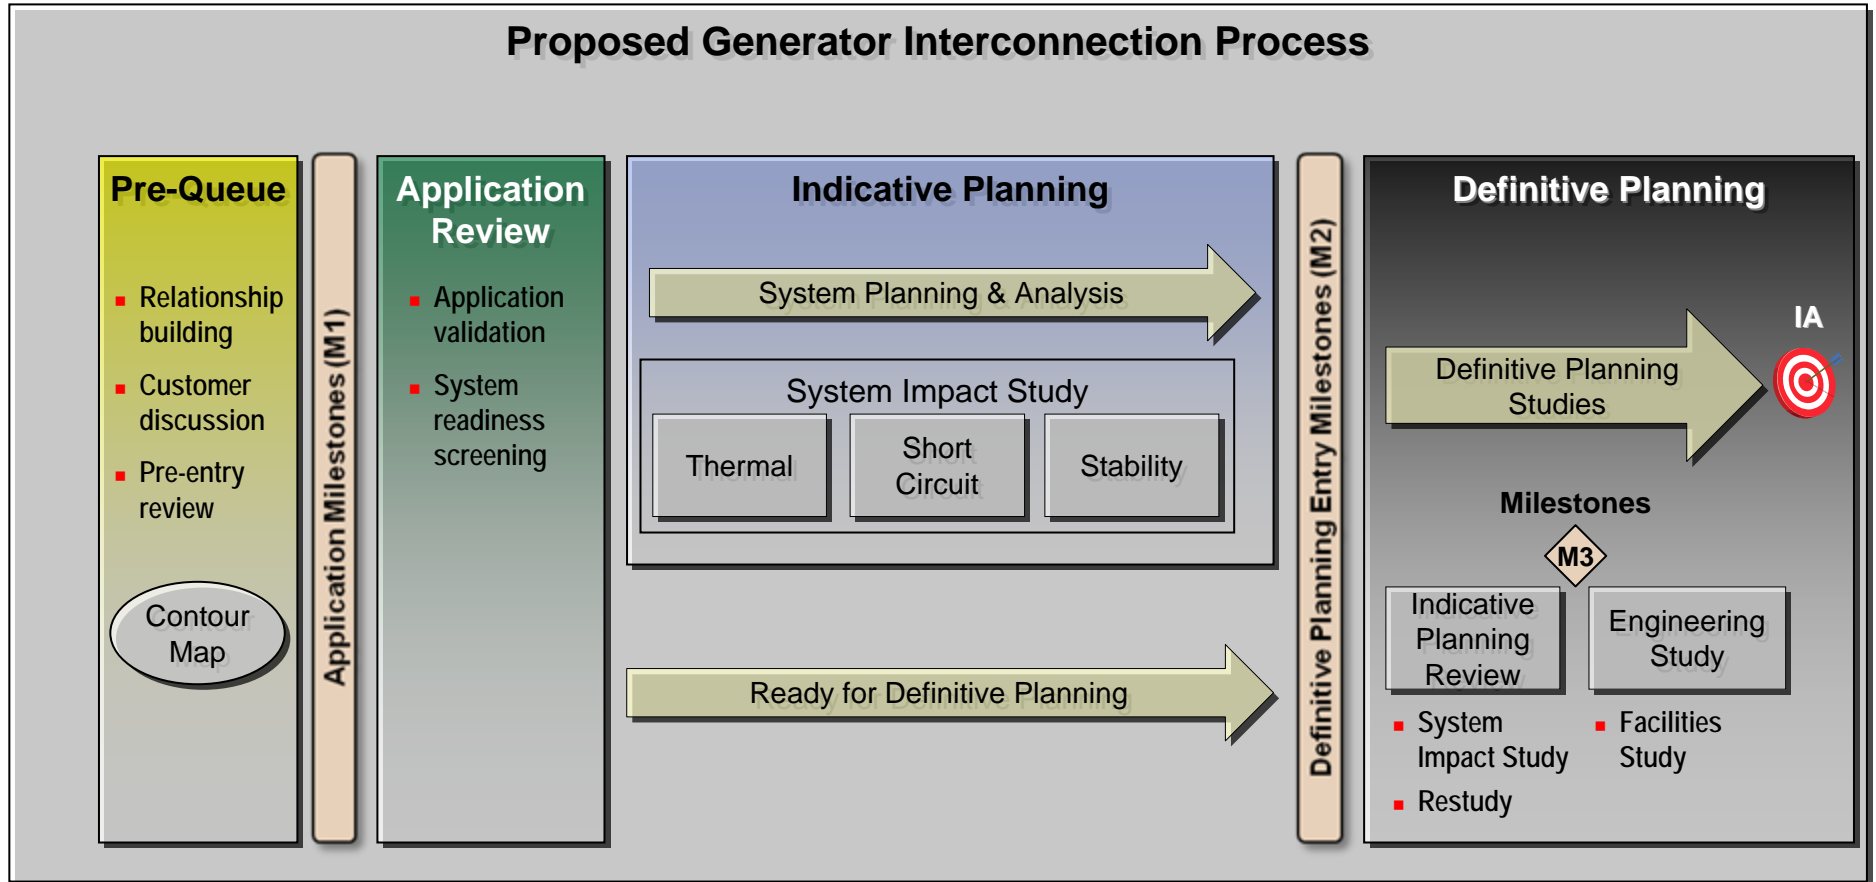 Proposed Generator Interconnection Process
Pre-Queue
Relationship
building
Customer
discussion
Pre-entry
review
Contour
Map
Application Milestones (M1)
Application
Review
Application
validation
System
readiness
screening
Indicative Planning
System Planning & Analysis
System Impact Study
Thermal
Short
Circuit
Stability
Ready for Definitive Planning
Definitive Planning Entry Milestones (M2)
Definitive Planning
IA
Definitive Planning
Studies
Milestones
M3
Indicative
Planning
Review
System
Impact Study
Restudy
Engineering
Study
Facilities
Study